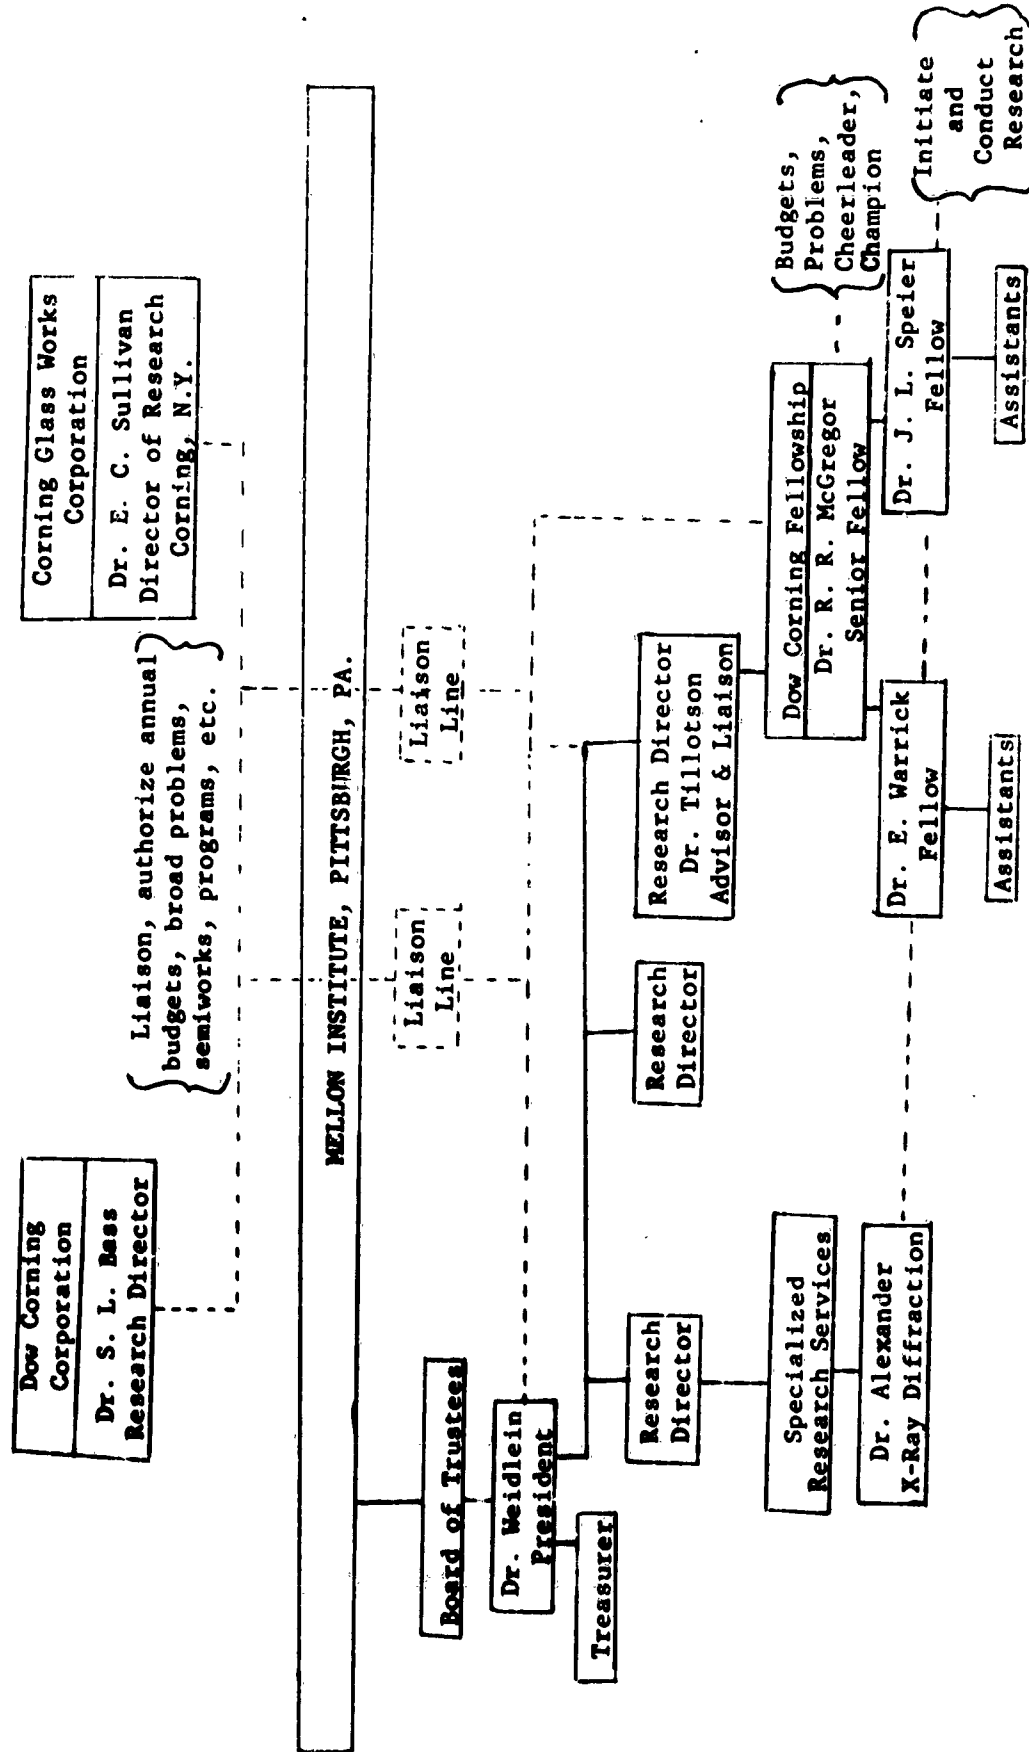 Dow Corning
Corporation
Dr. S. L. Bass
Research Director
Liaison, authorize annual
budgets, broad problems,
semiworks, programs, etc.
Corning Glass Works
Corporation
Dr. E. C. Sullivan
Director of Research
Corning, N.Y.
MELLON INSTITUTE, PITTSBURGH, PA.
Liaison
Line
Liaison
Line
Board of Trustees
Dr. Weidlein
President
Treasurer
Research
Director
Research
Director
Research Director
Dr. Tillotson
Advisor & Liaison
Specialized
Research Services
Dr. Alexander
X-Ray Diffraction
Dow Corning Fellowship
Dr. R. R. McGregor
Senior Fellow
Budgets,
Problems,
Cheerleader,
Champion
Dr. E. Warrick
Fellow
Dr. J. L. Speier
Fellow
Initiate
and
Conduct
Research
Assistants
Assistants